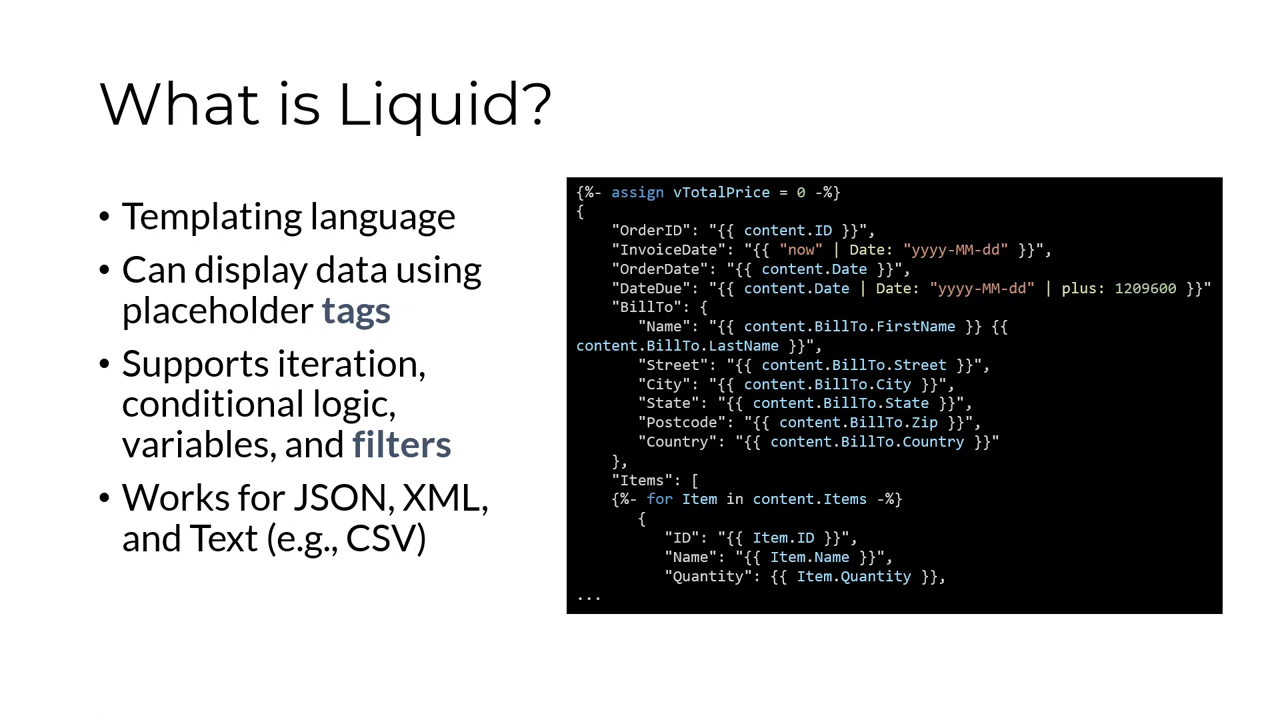 What is Liquid?
• Templating language
• Can display data using
placeholder tags
• Supports iteration,
conditional logic,
variables, and filters
• Works for JSON, XML,
and Text (e.g., CSV)
{%- assign vTotalPrice = 0 -%}
{
    "OrderID": "{{ content.ID }}",
    "InvoiceDate": "{{ "now" | Date: "yyyy-MM-dd" }}",
    "OrderDate": "{{ content.Date }}",
    "DateDue": "{{ content.Date | Date: "yyyy-MM-dd" | plus: 1209600 }}"
    "BillTo": {
       "Name": "{{ content.BillTo.FirstName }} {{
content.BillTo.LastName }}",
       "Street": "{{ content.BillTo.Street }}",
       "City": "{{ content.BillTo.City }}",
       "State": "{{ content.BillTo.State }}",
       "Postcode": "{{ content.BillTo.Zip }}",
       "Country": "{{ content.BillTo.Country }}"
    },
    "Items": [
    {%- for Item in content.Items -%}
       {
          "ID": "{{ Item.ID }}",
          "Name": "{{ Item.Name }}",
          "Quantity": {{ Item.Quantity }},
...